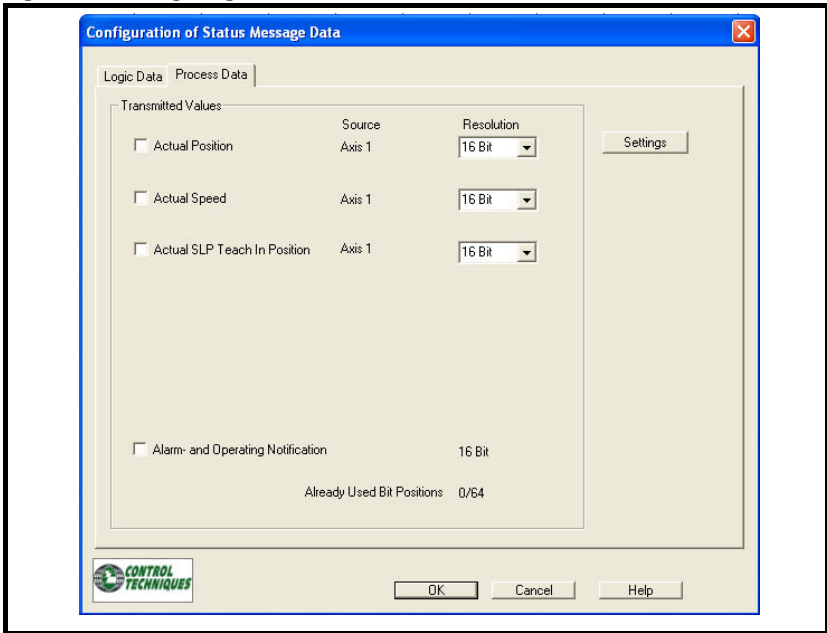 Configuration of Status Message Data
Logic Data Process Data
Transmitted Values
Source Resolution
Actual Position Axis 1 16 Bit
Actual Speed Axis 1 16 Bit
Actual SLP Teach In Position Axis 1 16 Bit
Settings
Alarm- and Operating Notification 16 Bit
Already Used Bit Positions 0/64
CONTROL
TECHNIQUES
OK Cancel Help